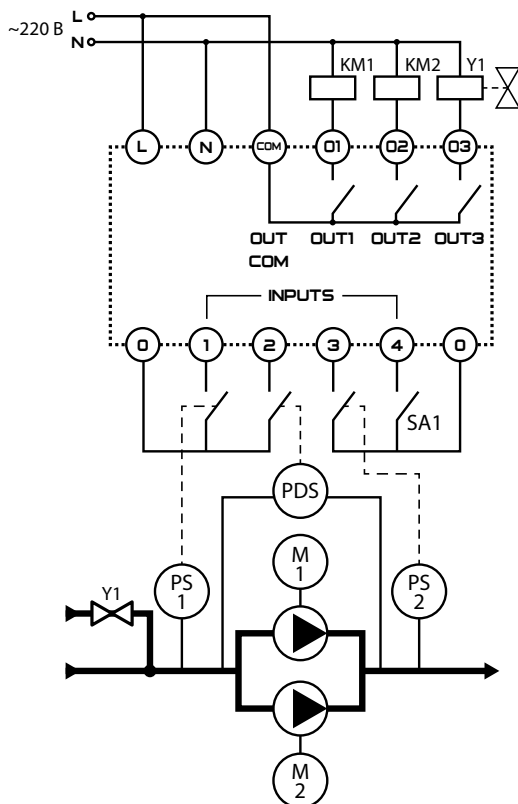 L
~220 В
N
KM1 KM2 Y1
L N COM 01 02 03
OUT COM OUT1 OUT2 OUT3
INPUTS
0 1 2 3 4 0
SA1
PDS
M 1
PS 1
PS 2
Y1
M 2